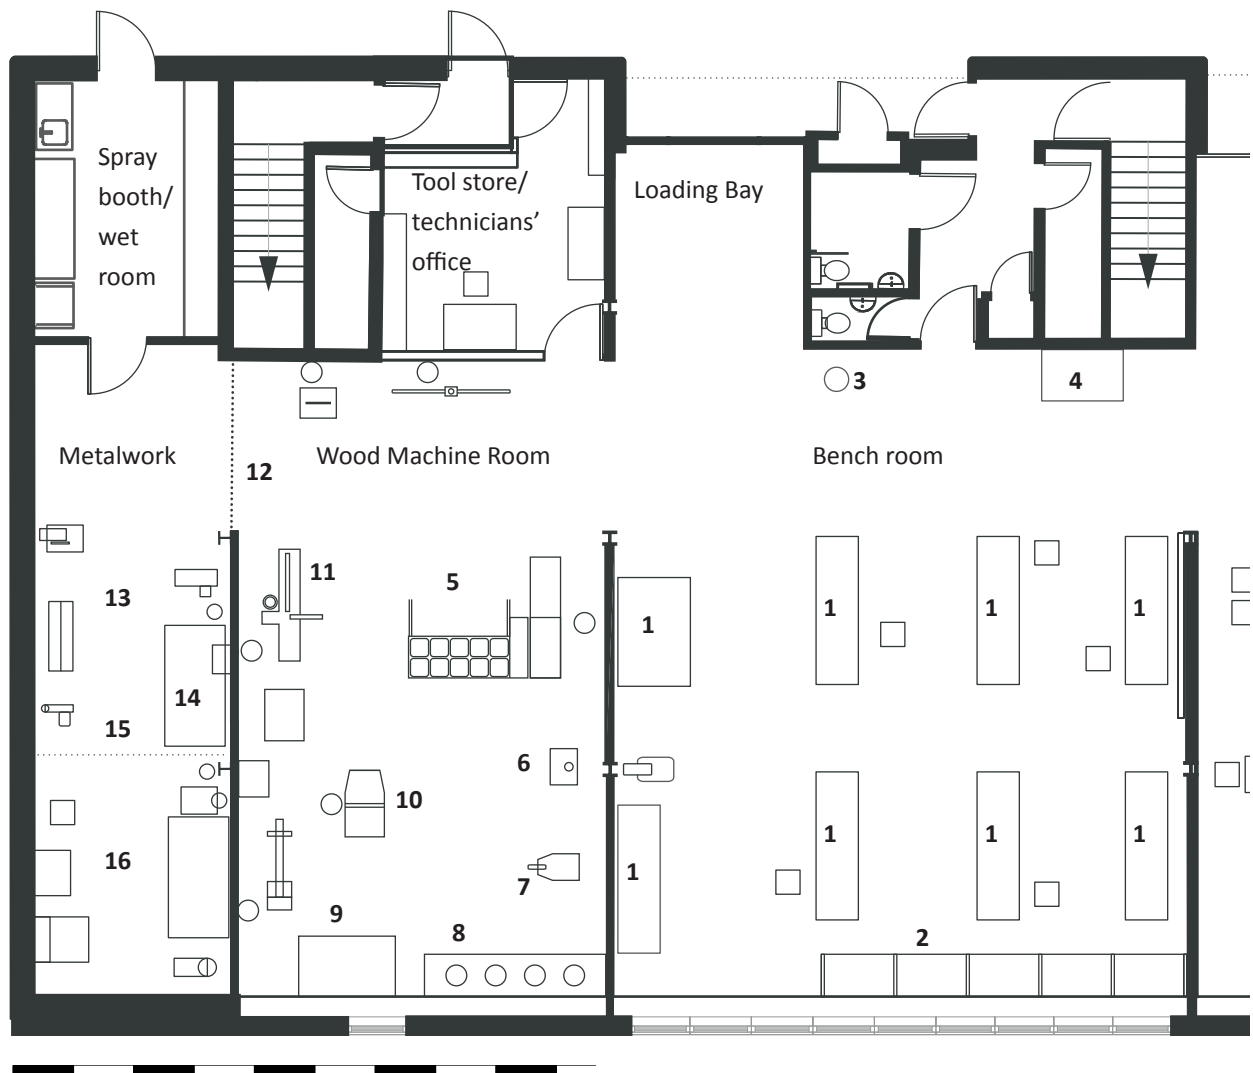 Spray
booth/
wet
room
Tool store/
technicians’
office
Loading Bay
3
4
Metalwork
Wood Machine Room
Bench room
12
11
5
13
1
1
1
1
14
15
6
10
16
7
1
1
1
1
9
8
2